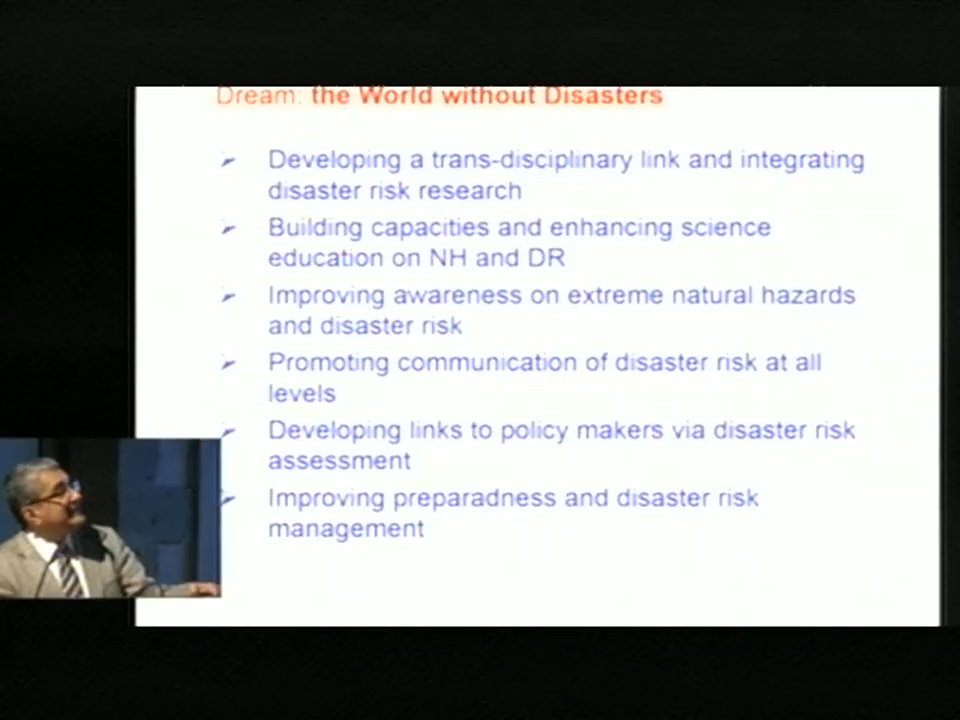 Dream: the World without Disasters
Developing a trans-disciplinary link and integrating
disaster risk research
Building capacities and enhancing science
education on NH and DR
Improving awareness on extreme natural hazards
and disaster risk
Promoting communication of disaster risk at all
levels
Developing links to policy makers via disaster risk
assessment
Improving preparadness and disaster risk
management